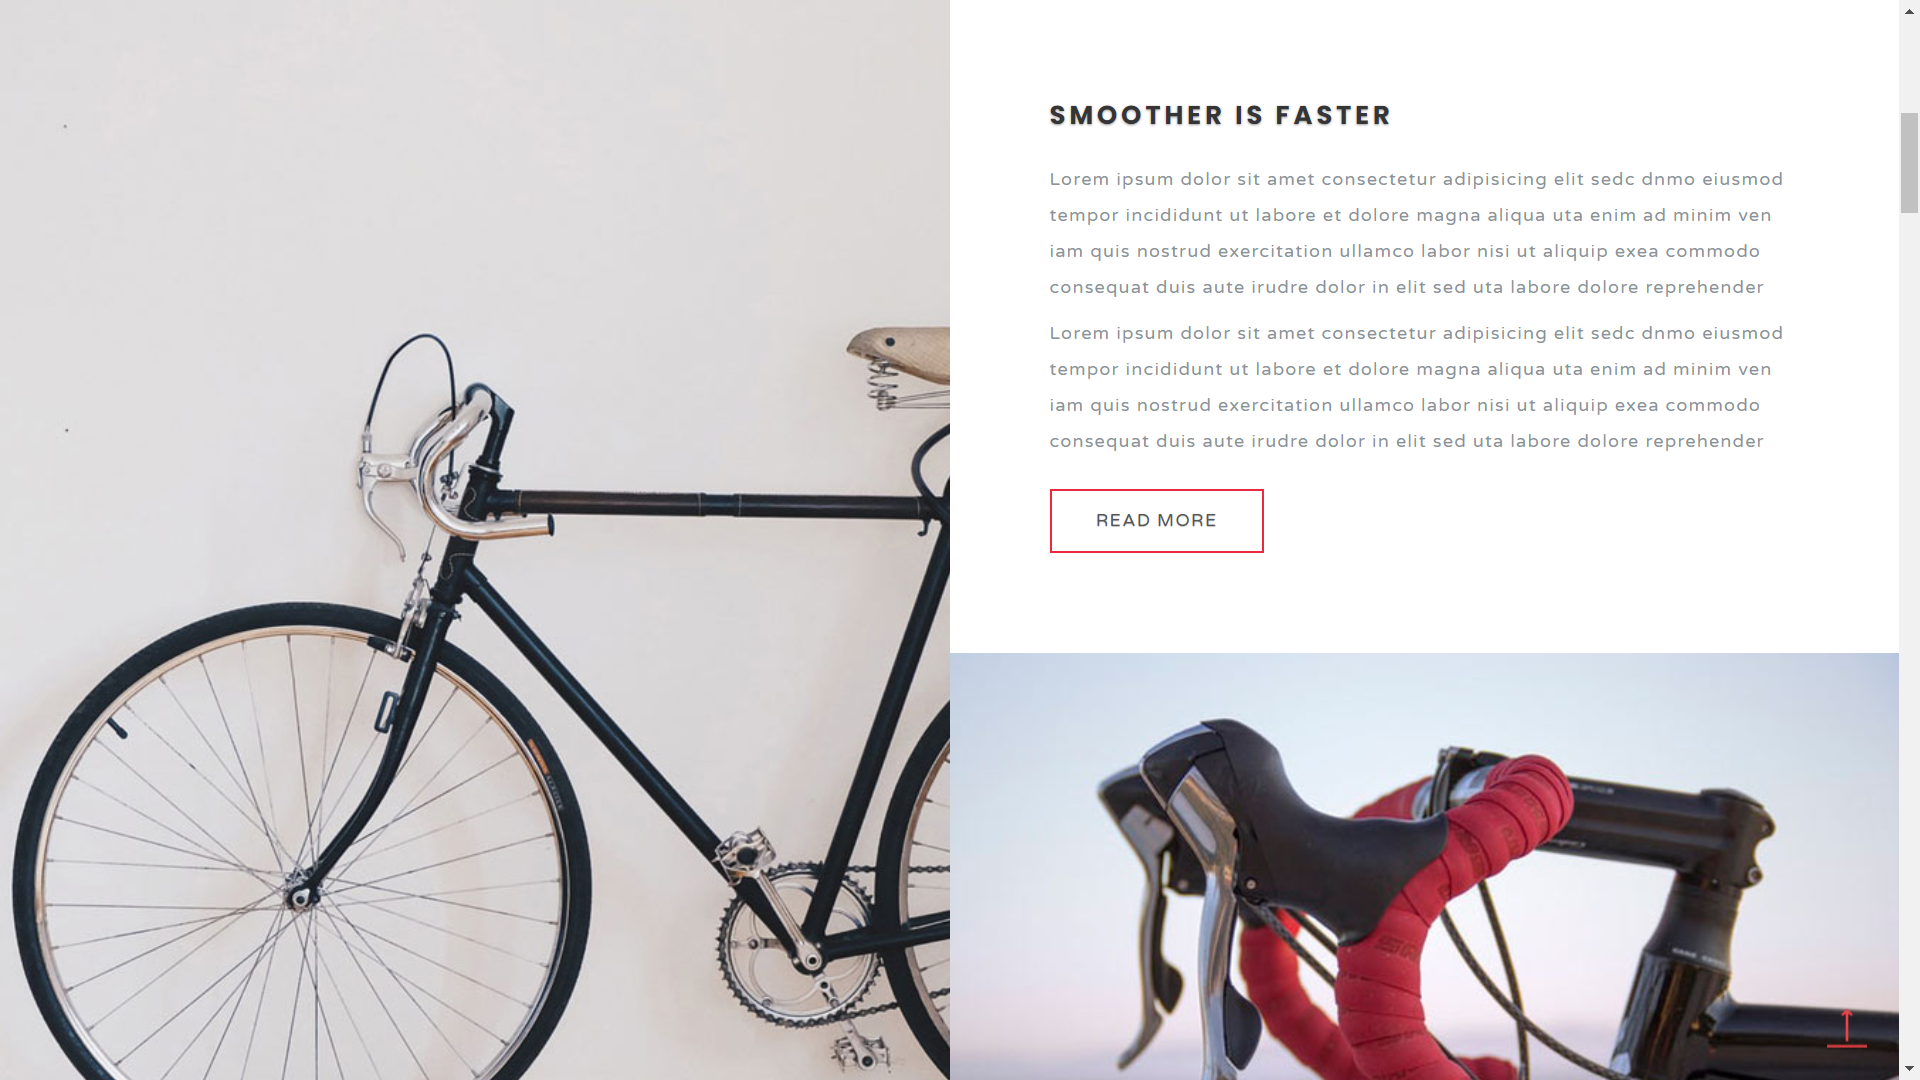 SMOOTHER IS FASTER
Lorem ipsum dolor sit amet consectetur adipisicing elit sedc dnmo eiusmod
tempor incididunt ut labore et dolore magna aliqua uta enim ad minim ven
iam quis nostrud exercitation ullamco labor nisi ut aliquip exea commodo
consequat duis aute irudre dolor in elit sed uta labore dolore reprehender
Lorem ipsum dolor sit amet consectetur adipisicing elit sedc dnmo eiusmod
tempor incididunt ut labore et dolore magna aliqua uta enim ad minim ven
iam quis nostrud exercitation ullamco labor nisi ut aliquip exea commodo
consequat duis aute irudre dolor in elit sed uta labore dolore reprehender
READ MORE